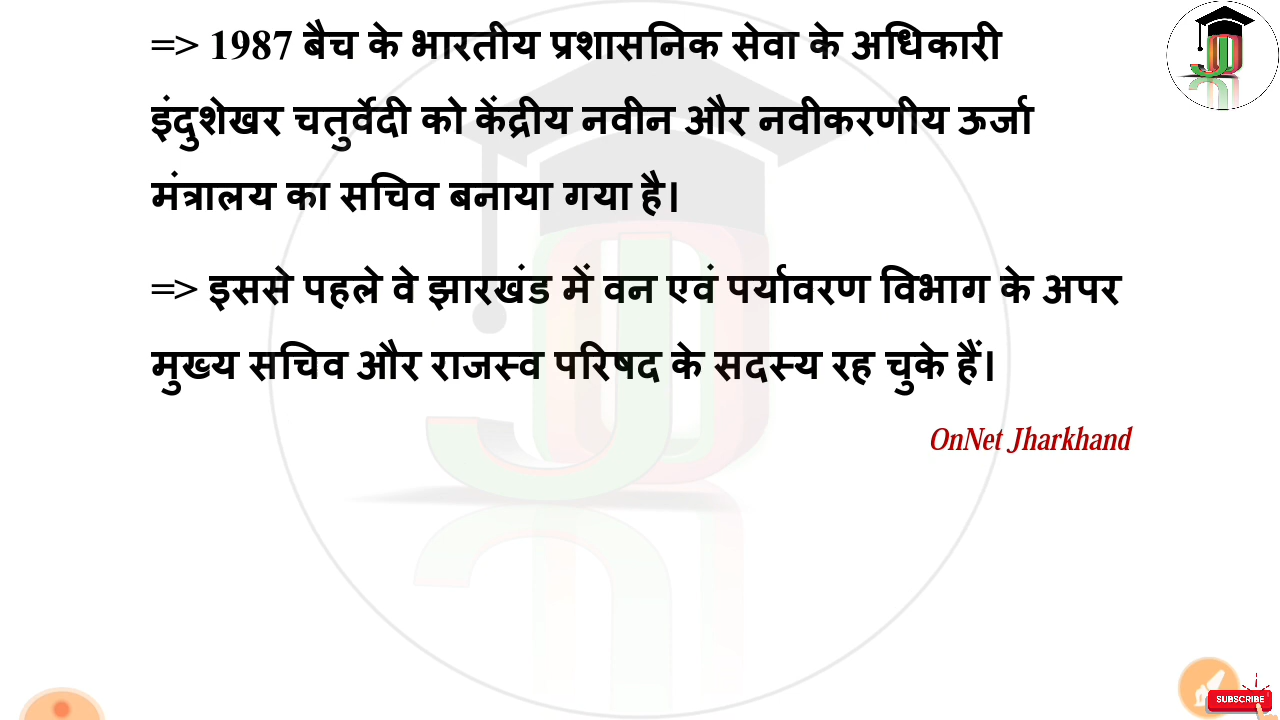 => 1987 बैच के भारतीय प्रशासनिक सेवा के अधिकारी
इंदुशेखर चतुर्वेदी को केंद्रीय नवीन और नवीकरणीय ऊर्जा
मंत्रालय का सचिव बनाया गया है।
=> इससे पहले वे झारखंड में वन एवं पर्यावरण विभाग के अपर
मुख्य सचिव और राजस्व परिषद के सदस्य रह चुके हैं।
OnNet Jharkhand
SUBSCRIBE